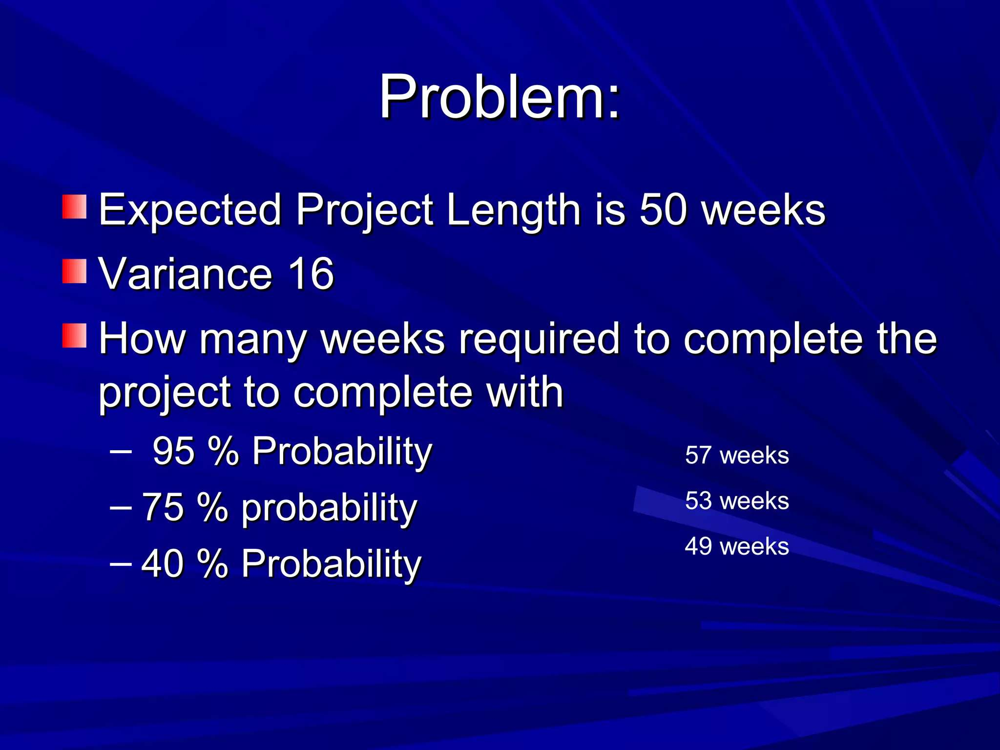 Problem:
Expected Project Length is 50 weeks
Variance 16
How many weeks required to complete the
project to complete with
– 95 % Probability
57 weeks
– 75 % probability
53 weeks
– 40 % Probability
49 weeks